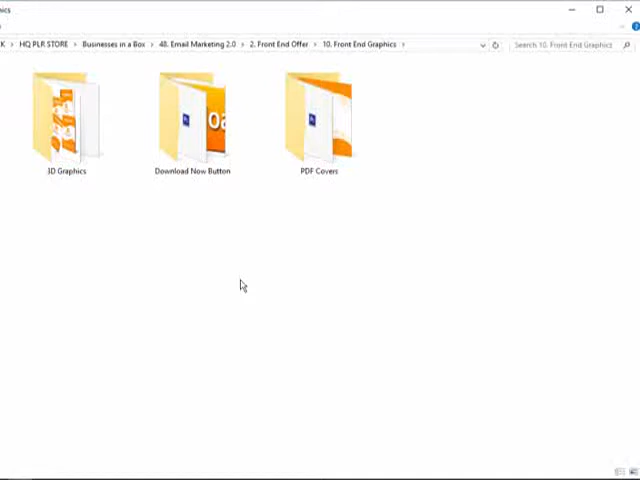 nics
K > HQ PLR STORE > Businesses in a Box > 48. Email Marketing 2.0 > 2. Front End Offer > 10. Front End Graphics >
Search 10. Front End Graphics
3D Graphics
Download Now Button
PDF Covers